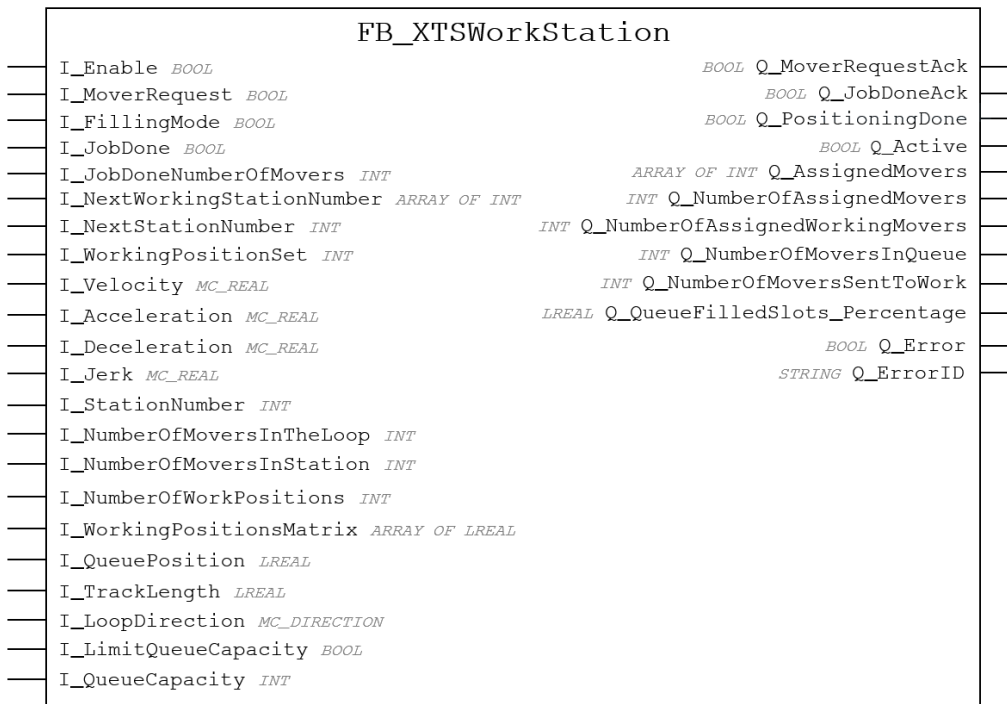 FB_XTSWorkStation
I_Enable BOOL
I_MoverRequest BOOL
I_FillingMode BOOL
I_JobDone BOOL
I_JobDoneNumberOfMovers INT
I_NextWorkingStationNumber ARRAY OF INT
I_NextStationNumber INT
I_WorkingPositionSet INT
I_Velocity MC_REAL
I_Acceleration MC_REAL
I_Deceleration MC_REAL
I_Jerk MC_REAL
I_StationNumber INT
I_NumberOfMoversInTheLoop INT
I_NumberOfMoversInStation INT
I_NumberOfWorkPositions INT
I_WorkingPositionsMatrix ARRAY OF LREAL
I_QueuePosition LREAL
I_TrackLength LREAL
I_LoopDirection MC_DIRECTION
I_LimitQueueCapacity BOOL
I_QueueCapacity INT
BOOL Q_MoverRequestAck
BOOL Q_JobDoneAck
BOOL Q_PositioningDone
BOOL Q_Active
ARRAY OF INT Q_AssignedMovers
INT Q_NumberOfAssignedMovers
INT Q_NumberOfAssignedWorkingMovers
INT Q_NumberOfMoversInQueue
INT Q_NumberOfMoversSentToWork
LREAL Q_QueueFilledSlots_Percentage
BOOL Q_Error
STRING Q_ErrorID